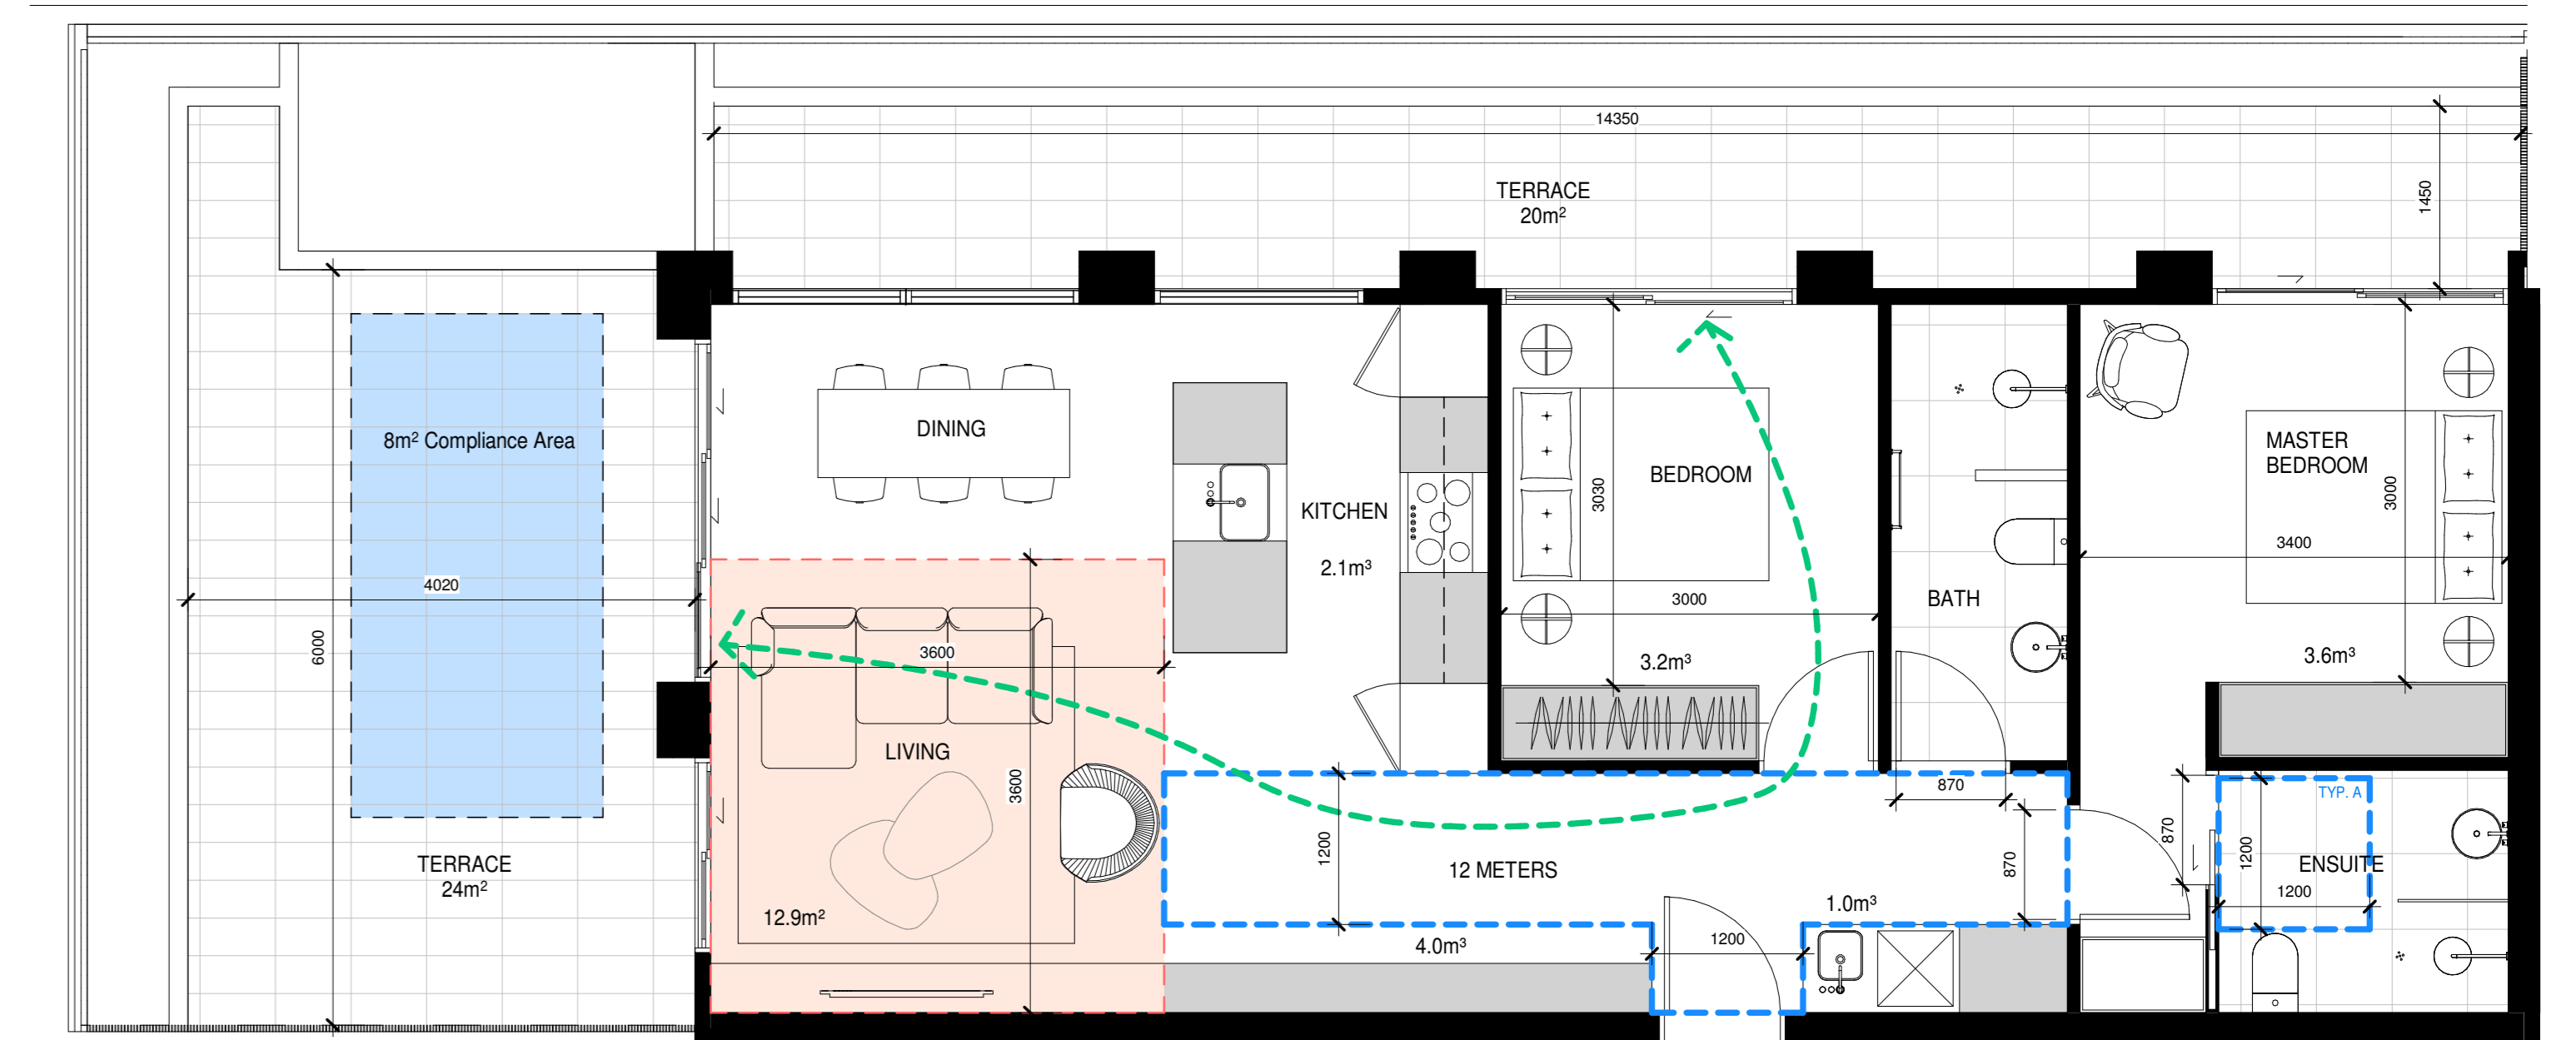 14350
TERRACE
20m²
1450
8m² Compliance Area
4020
6000
TERRACE
24m²
DINING
KITCHEN
2.1m³
3600
LIVING
3600
12.9m²
BEDROOM
3030
3000
3.2m³
BATH
870
MASTER
BEDROOM
3000
3400
3.6m³
1200
12 METERS
870
1.0m³
4.0m³
1200
870
TYP. A
1200
ENSUITE
1200